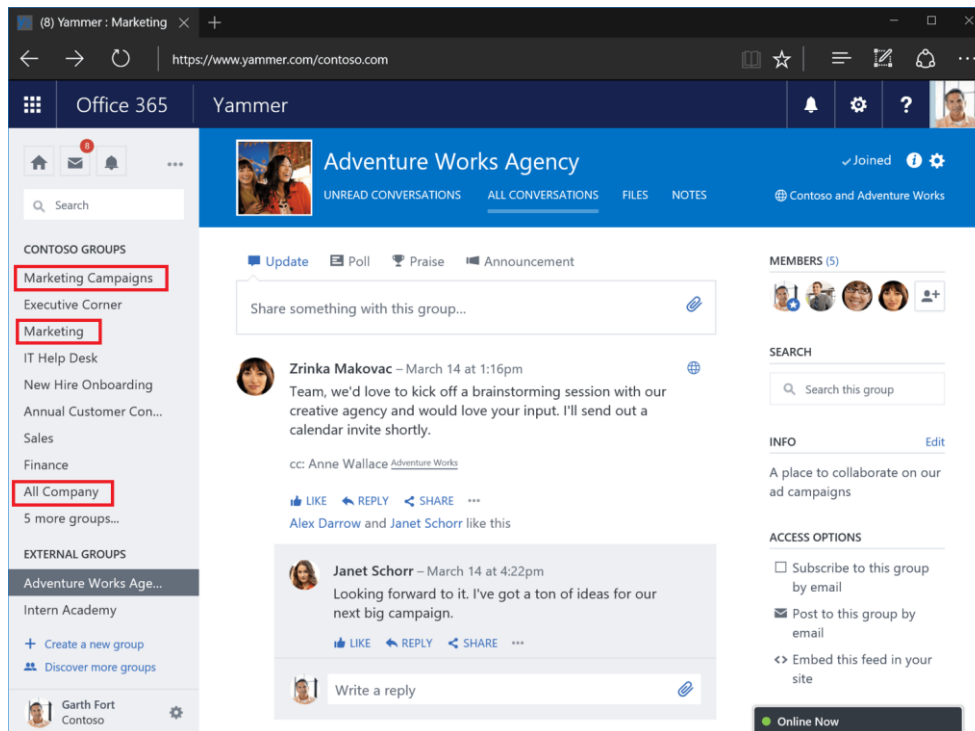 (8) Yammer : Marketing
https://www.yammer.com/contoso.com
Office 365
Yammer
?
8
Search
CONTOSO GROUPS
Marketing Campaigns
Executive Corner
Marketing
IT Help Desk
New Hire Onboarding
Annual Customer Con...
Sales
Finance
All Company
5 more groups...
EXTERNAL GROUPS
Adventure Works Age...
Intern Academy
+ Create a new group
Discover more groups
Garth Fort
Contoso
Adventure Works Agency
Joined
UNREAD CONVERSATIONS ALL CONVERSATIONS FILES NOTES
Contoso and Adventure Works
Update Poll Praise Announcement
Share something with this group...
Zrinka Makovac – March 14 at 1:16pm
Team, we'd love to kick off a brainstorming session with our
creative agency and would love your input. I'll send out a
calendar invite shortly.
cc: Anne Wallace Adventure Works
LIKE REPLY SHARE ...
Alex Darrow and Janet Schorr like this
Janet Schorr – March 14 at 4:22pm
Looking forward to it. I've got a ton of ideas for our
next big campaign.
LIKE REPLY SHARE ...
Write a reply
MEMBERS (5)
SEARCH
Search this group
INFO Edit
A place to collaborate on our
ad campaigns
ACCESS OPTIONS
Subscribe to this group
by email
Post to this group by
email
<> Embed this feed in your
site
Online Now